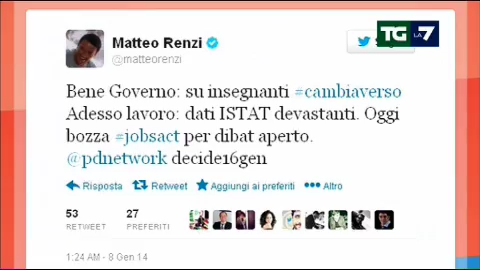 TG LA 7
Matteo Renzi
@matteorenzi
Bene Governo: su insegnanti #cambiaverso
Adesso lavoro: dati ISTAT devastanti. Oggi
bozza #jobsact per dibat aperto.
@pdnetwork decide16gen
Risposta Retweet Aggiungi ai preferiti Altro
53 27
RETWEET PREFERITI
1:24 AM - 8 Gen 14